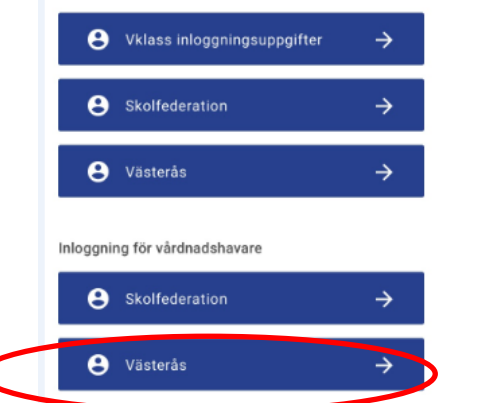 Vklass inloggningsuppgifter
Skolfederation
Västerås
Inloggning för vårdnadshavare
Skolfederation
Västerås